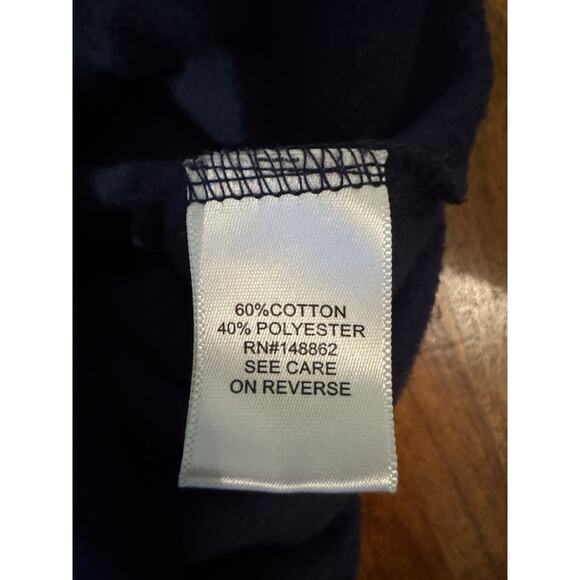 60%COTTON
40% POLYESTER
RN#148862
SEE CARE
ON REVERSE